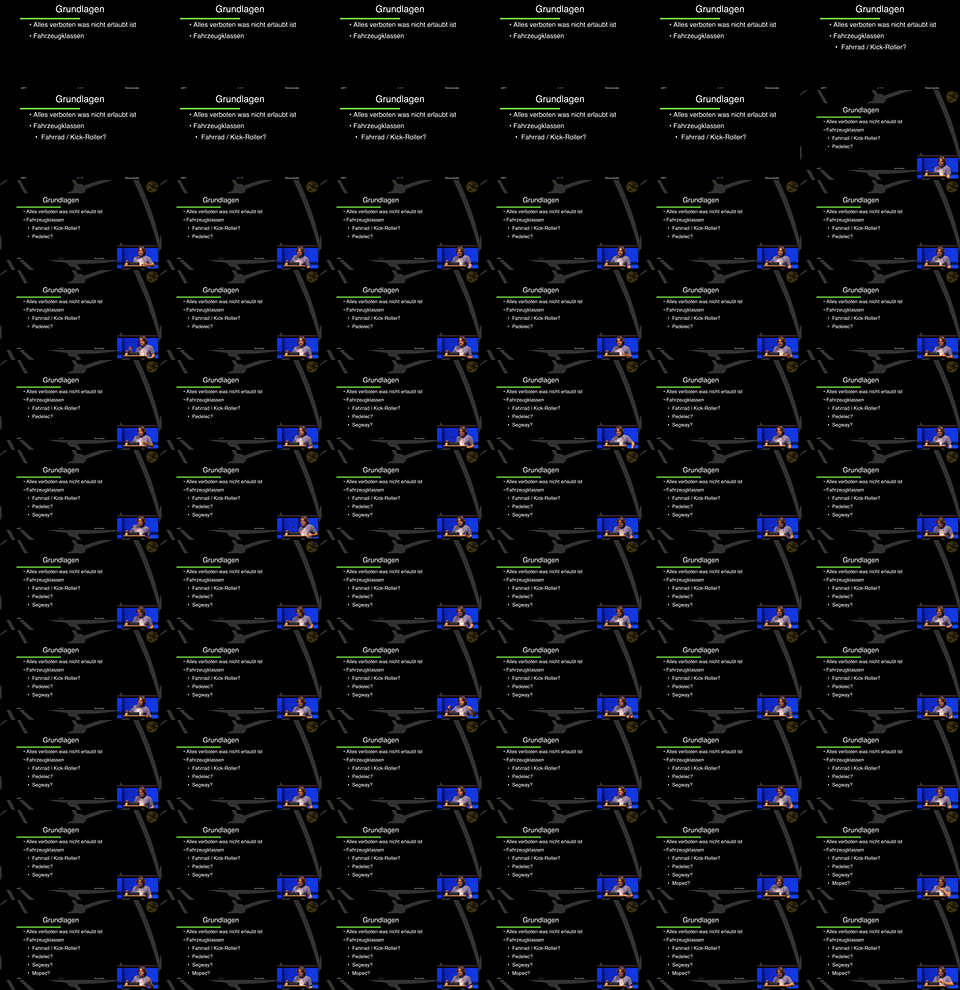 Grundlagen
• Alles verboten was nicht erlaubt ist
• Fahrzeugklassen
• Fahrrad / Kick-Roller?
• Pedelec?
• Segway?
• Moped?